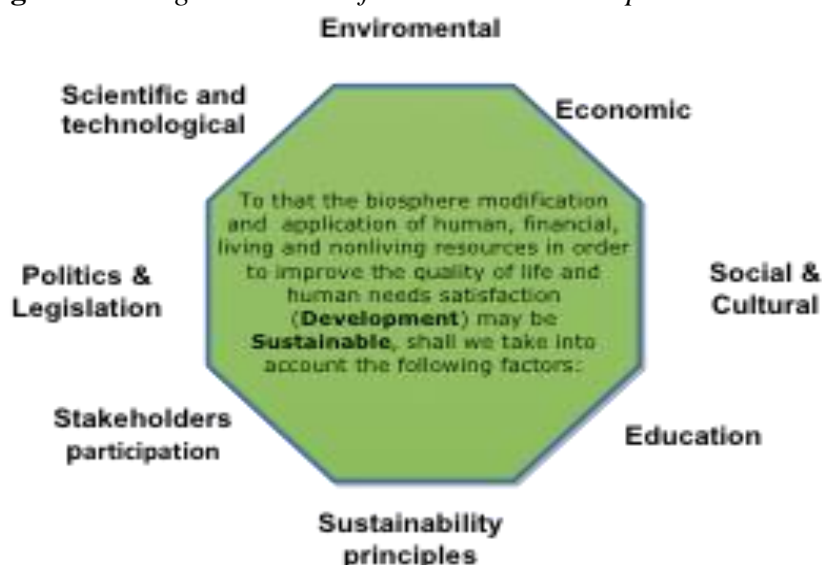 Enviromental
Scientific and
technological
Economic
To that the biosphere modification
and application of human, financial,
living and nonliving resources in order
to improve the quality of life and
human needs satisfaction
(Development) may be
Sustainable, shall we take into
account the following factors:
Politics &
Legislation
Social &
Cultural
Stakeholders
participation
Education
Sustainability
principles